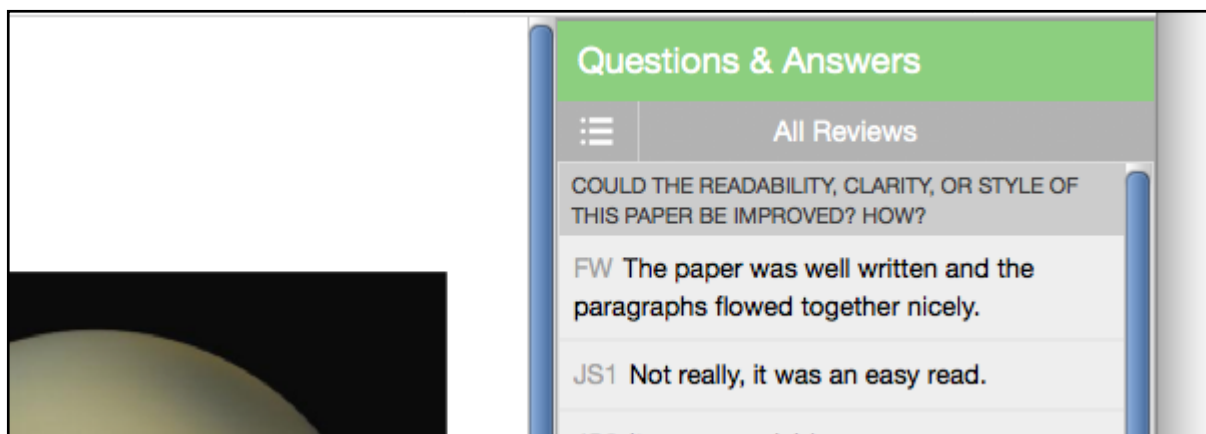 Questions & Answers
All Reviews
COULD THE READABILITY, CLARITY, OR STYLE OF
THIS PAPER BE IMPROVED? HOW?
FW The paper was well written and the
paragraphs flowed together nicely.
JS1 Not really, it was an easy read.